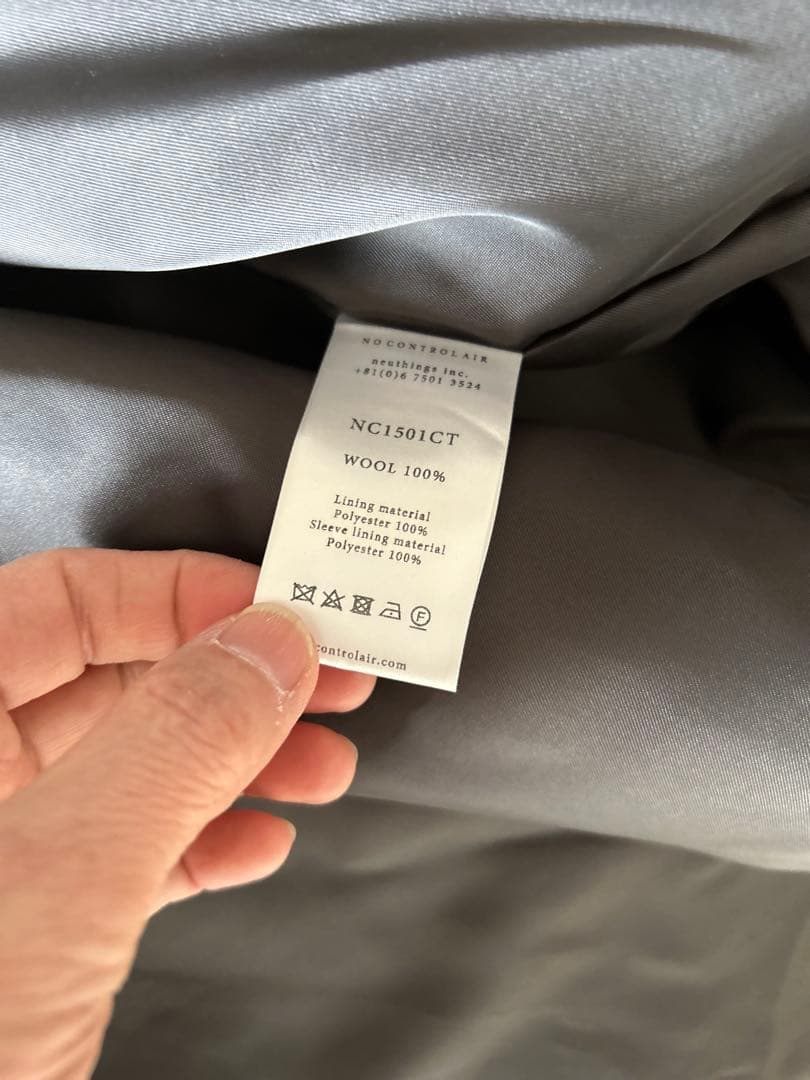 NOCONTROLAIR
neuthings inc.
+81(0)6 7501 3524
NC1501CT
WOOL 100%
Lining material
Polyester 100%
Sleeve lining material
Polyester 100%
F
controlair.com